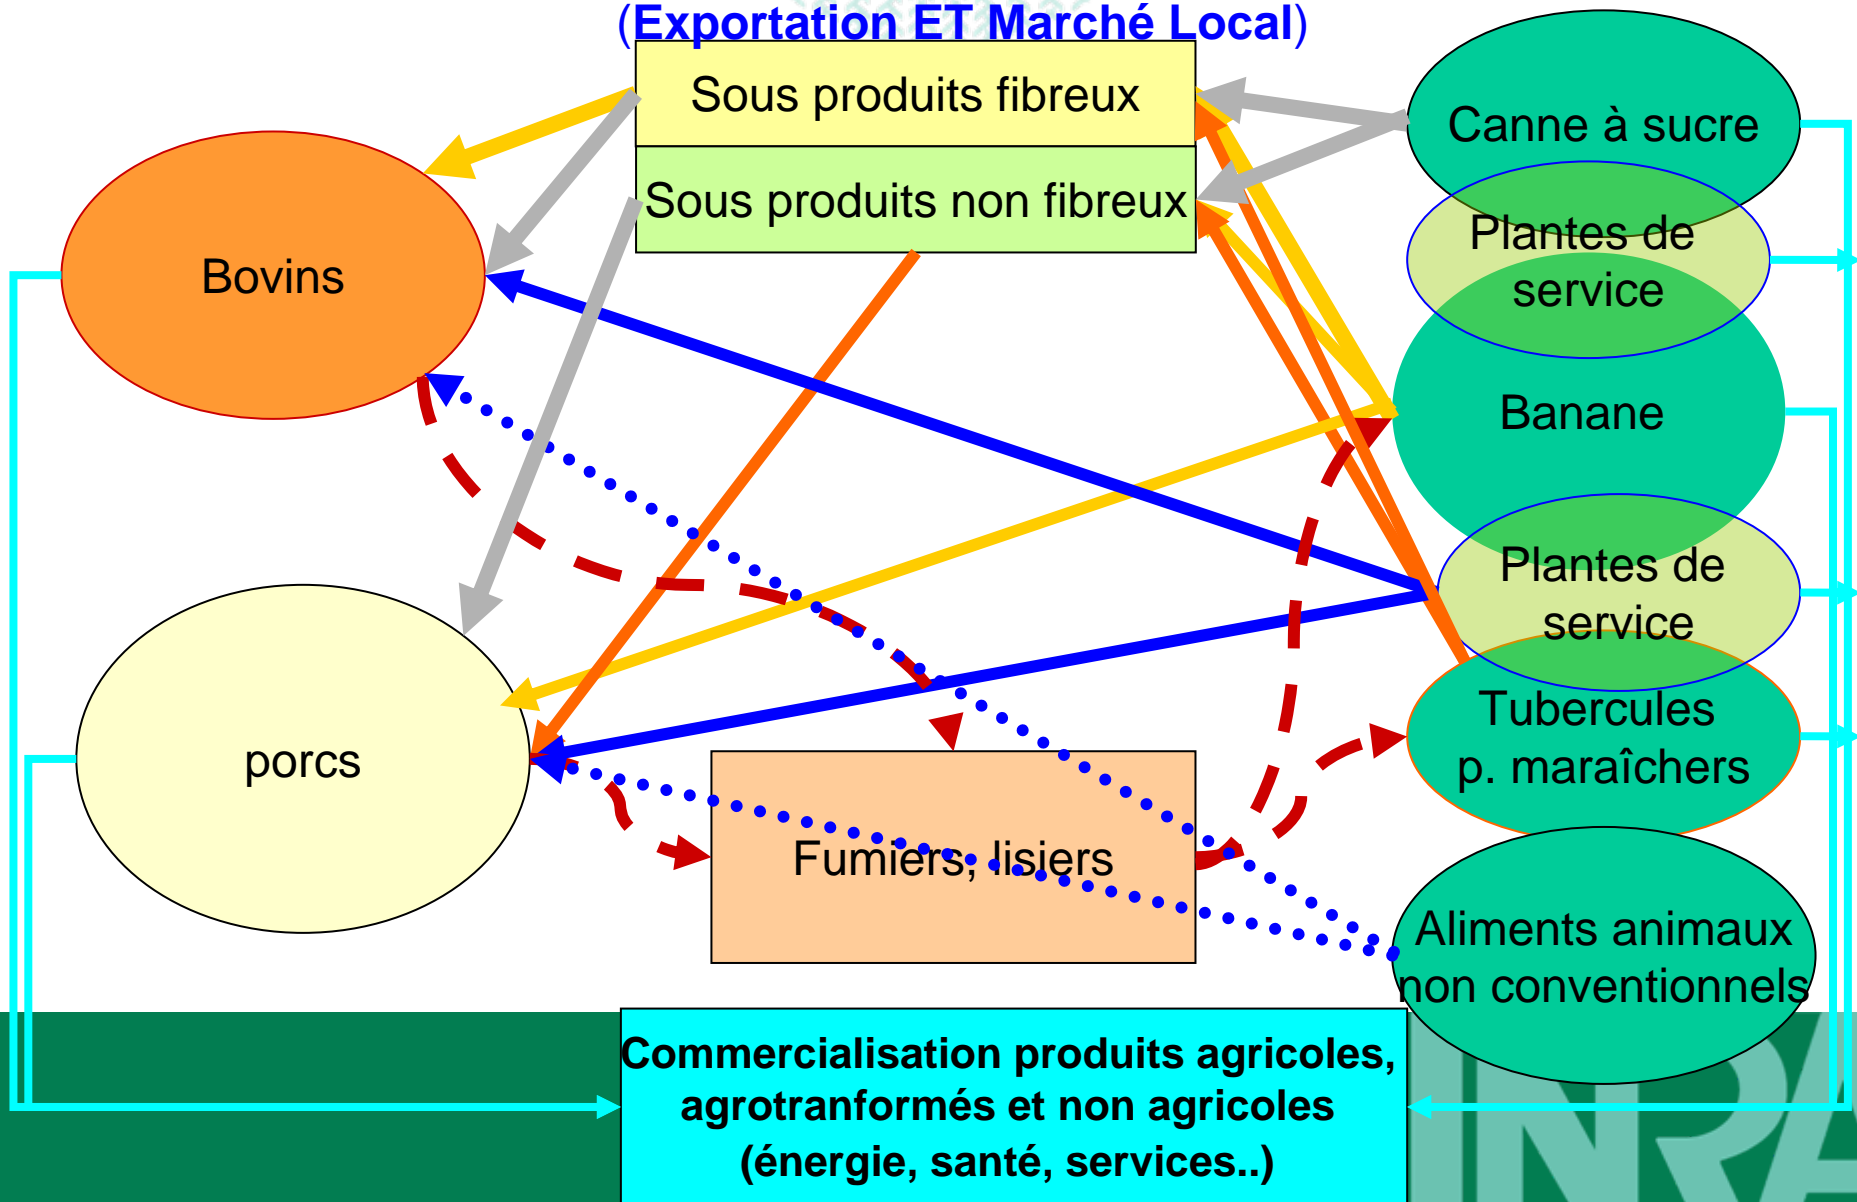 (Exportation ET Marché Local)
Sous produits fibreux
Sous produits non fibreux
Canne à sucre
Plantes de
service
Bovins
Banane
Plantes de
service
Tubercules
p. maraîchers
porcs
Fumiers, lisiers
Aliments animaux
non conventionnels
Commercialisation produits agricoles,
agrotranformés et non agricoles
(énergie, santé, services..)
INRA